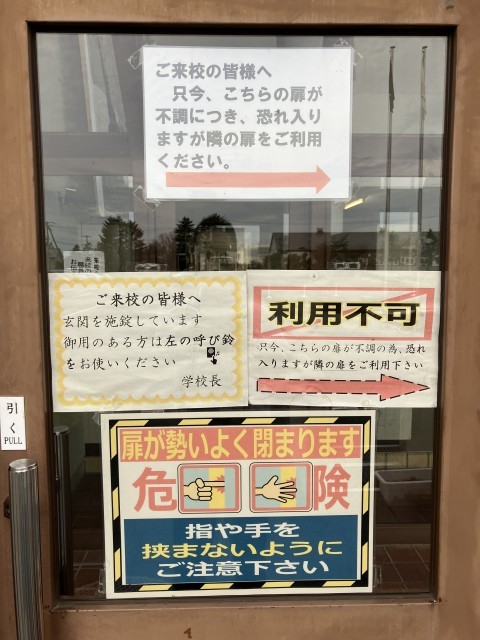 ご来校の皆様へ
只今、こちらの扉が
不調につき、恐れ入り
ますが隣の扉をご利用
ください。
ご来校の皆様へ
玄関を施錠しています
御用のある方は左の呼び鈴
をお使いください
学校長
利用不可
只今、こちらの扉が不調の為、恐れ
入りますが隣の扉をご利用下さい
引く
PULL
扉が勢いよく閉まります
危険
指や手を
挟まないように
ご注意下さい